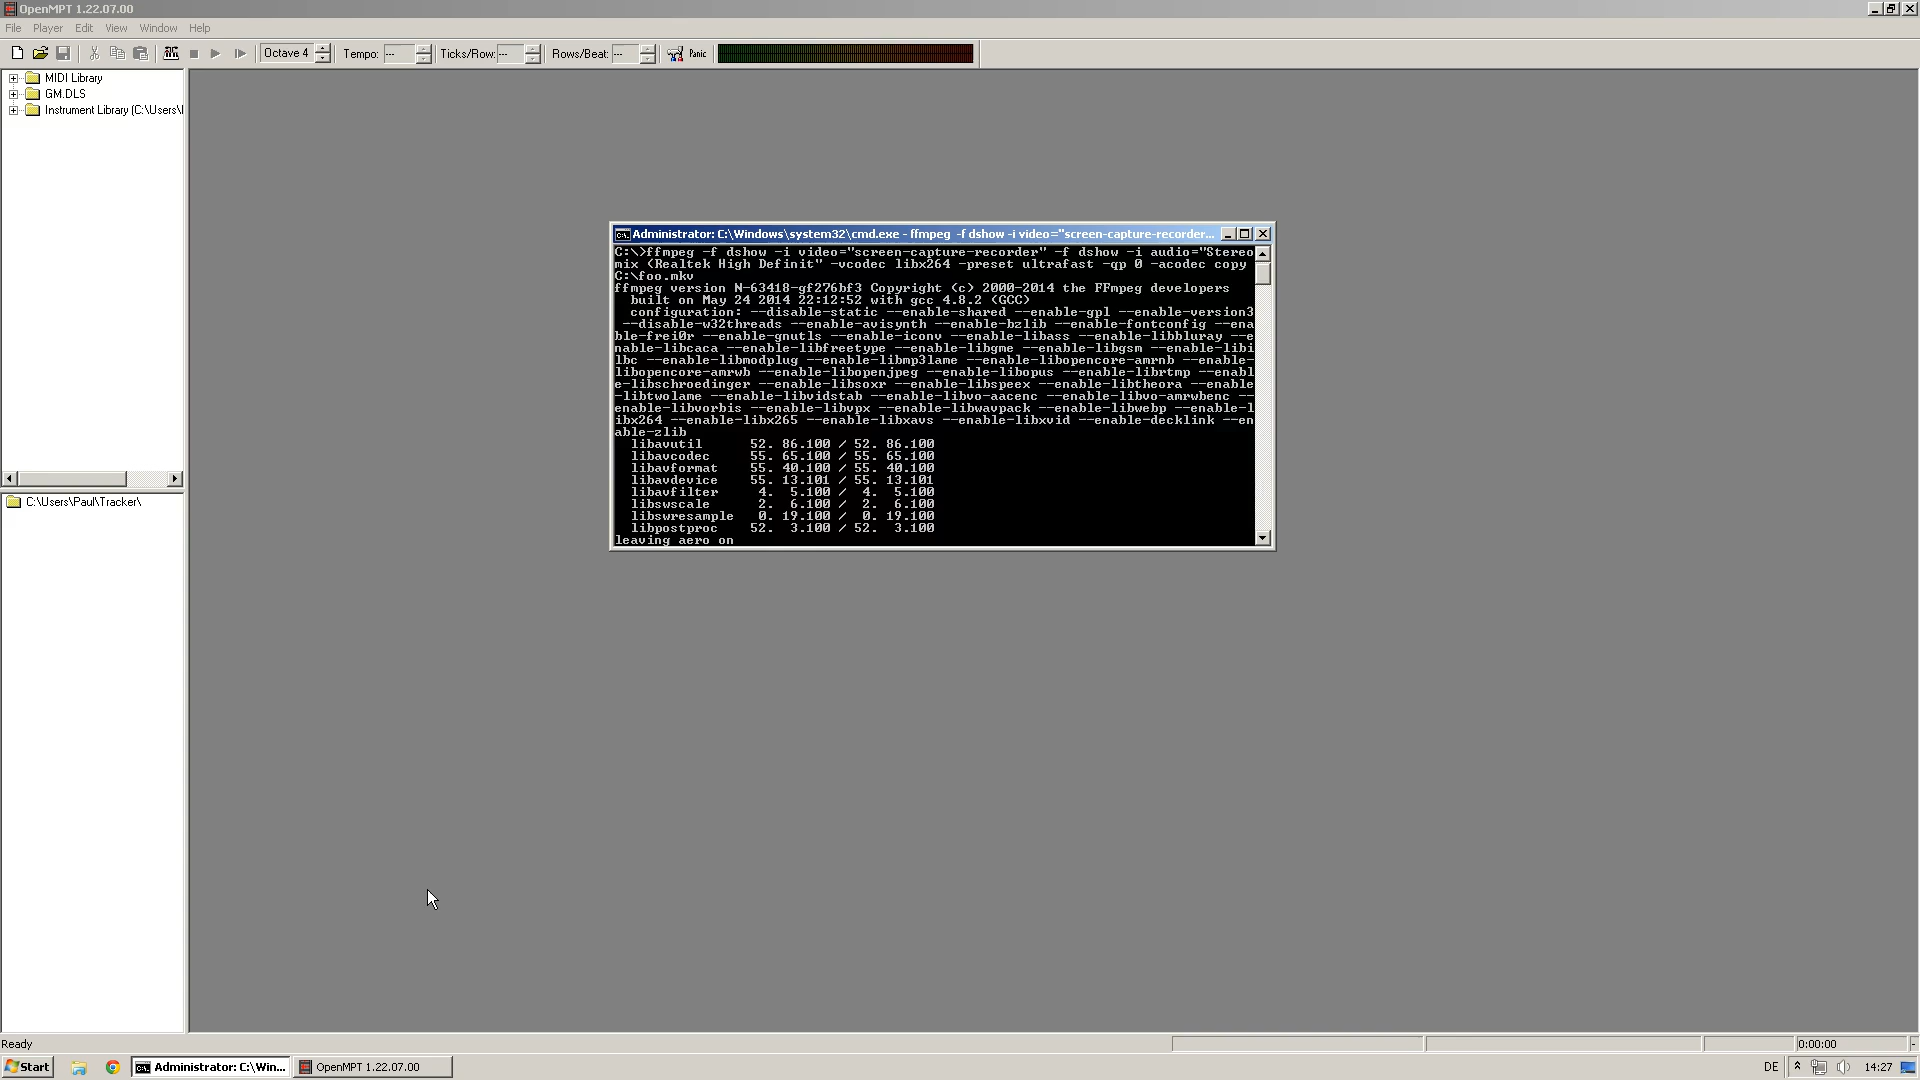 OpenMPT 1.22.07.00
File Player Edit View Window Help
Octave 4 Tempo: --- Ticks/Row: --- Rows/Beat: --- Panic
MIDI Library
GM.DLS
Instrument Library (C:\Users\
C:\Users\Paul\Tracker\
Administrator: C:\Windows\system32\cmd.exe - ffmpeg -f dshow -i video="screen-capture-recorder...
C:\>ffmpeg -f dshow -i video="screen-capture-recorder" -f dshow -i audio="Stereo
mix (Realtek High Definit" -vcodec libx264 -preset ultrafast -qp 0 -acodec copy
C:\foo.mkv
ffmpeg version N-63418-gf276bf3 Copyright (c) 2000-2014 the FFmpeg developers
built on May 24 2014 22:12:52 with gcc 4.8.2 (GCC)
configuration: --disable-static --enable-shared --enable-gpl --enable-version3
--disable-w32threads --enable-avisynth --enable-bzlib --enable-fontconfig --ena
ble-frei0r --enable-gnutls --enable-iconv --enable-libass --enable-libbluray --e
nable-libcaca --enable-libfreetype --enable-libgme --enable-libgsm --enable-libi
lbc --enable-libmodplug --enable-libmp3lame --enable-libopencore-amrnb --enable-
libopencore-amrwb --enable-libopenjpeg --enable-libopus --enable-librtmp --enabl
e-libschroedinger --enable-libsoxr --enable-libspeex --enable-libtheora --enable
-libtwolame --enable-libvidstab --enable-libvo-aacenc --enable-libvo-amrwbenc --
enable-libvorbis --enable-libvpx --enable-libwavpack --enable-libwebp --enable-l
ibx264 --enable-libx265 --enable-libxavs --enable-libxvid --enable-decklink --en
able-zlib
libavutil 52. 86.100 / 52. 86.100
libavcodec 55. 65.100 / 55. 65.100
libavformat 55. 40.100 / 55. 40.100
libavdevice 55. 13.101 / 55. 13.101
libavfilter 4. 5.100 / 4. 5.100
libswscale 2. 6.100 / 2. 6.100
libswresample 0. 19.100 / 0. 19.100
libpostproc 52. 3.100 / 52. 3.100
leaving aero on
Ready 0:00:00 -
Start Administrator: C:\Win... OpenMPT 1.22.07.00 DE 14:27